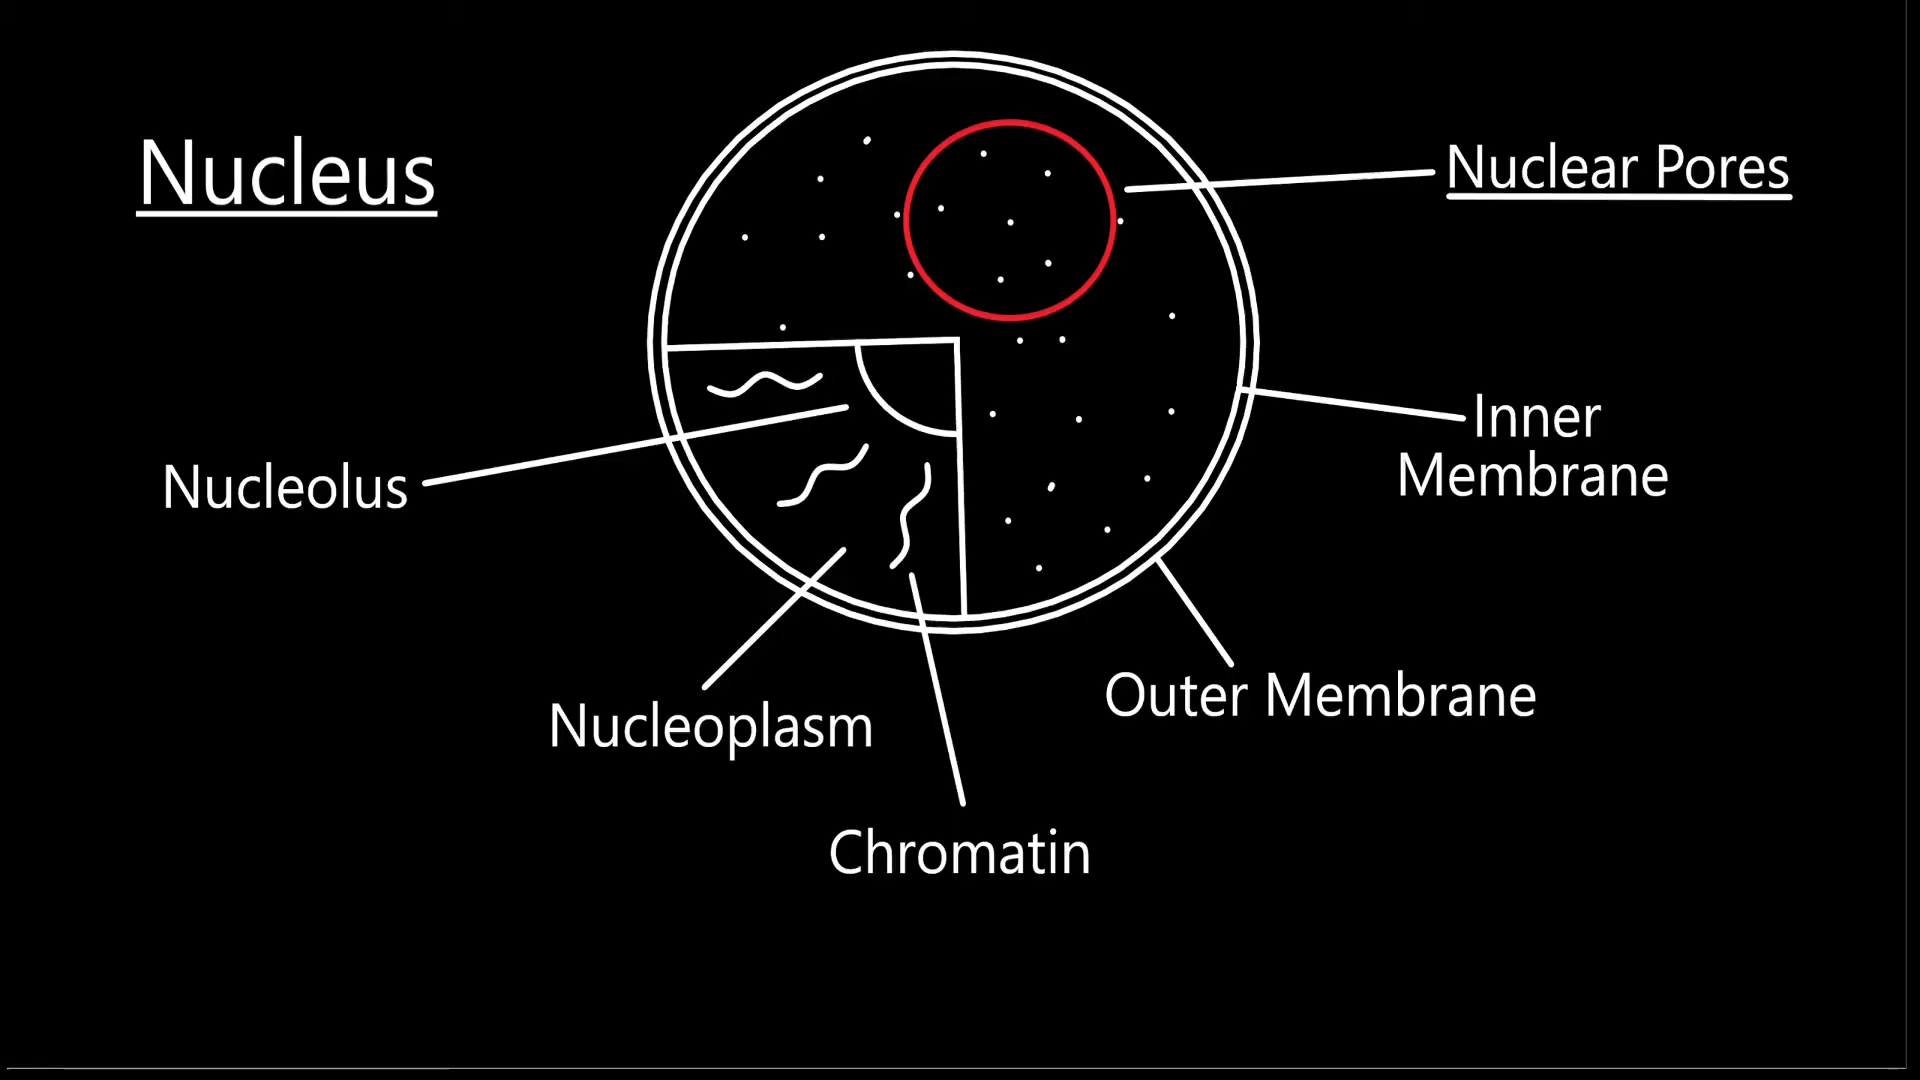 Nucleus
Nuclear Pores
Inner
Membrane
Nucleolus
Outer Membrane
Nucleoplasm
Chromatin